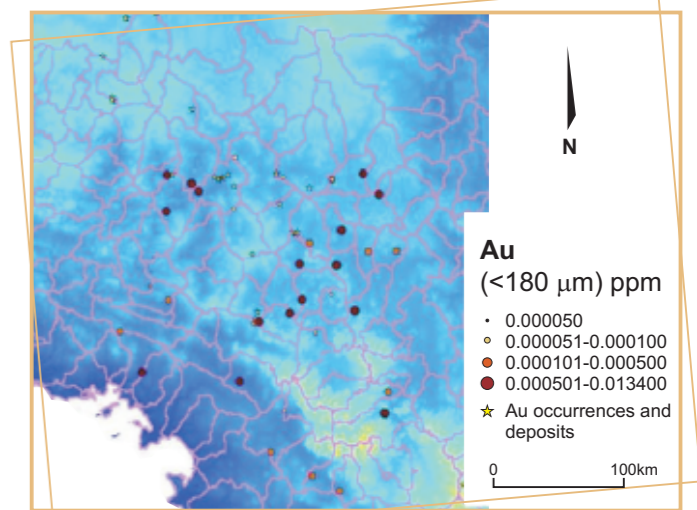 N
Au
(<180 µm) ppm
0.000050
0.000051-0.000100
0.000101-0.000500
0.000501-0.013400
Au occurrences and
deposits
0 100km